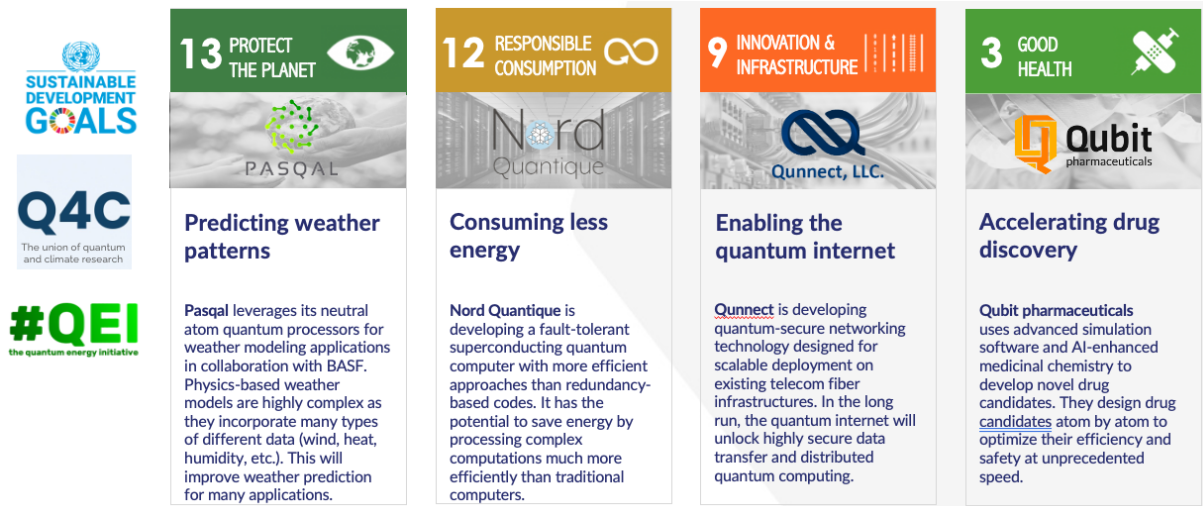 SUSTAINABLE
DEVELOPMENT
GOALS
Q4C
The union of quantum
and climate research
#QEI
the quantum energy initiative
13 PROTECT
THE PLANET
PASQAL
Predicting weather
patterns
Pasqal leverages its neutral
atom quantum processors for
weather modeling applications
in collaboration with BASF.
Physics-based weather
models are highly complex as
they incorporate many types
of different data (wind, heat,
humidity, etc.). This will
improve weather prediction
for many applications.
12 RESPONSIBLE
CONSUMPTION
Nord
Quantique
Consuming less
energy
Nord Quantique is
developing a fault-tolerant
superconducting quantum
computer with more efficient
approaches than redundancy-
based codes. It has the
potential to save energy by
processing complex
computations much more
efficiently than traditional
computers.
9 INNOVATION &
INFRASTRUCTURE
Qunnect, LLC.
Enabling the
quantum internet
Qunnect is developing
quantum-secure networking
technology designed for
scalable deployment on
existing telecom fiber
infrastructures. In the long
run, the quantum internet will
unlock highly secure data
transfer and distributed
quantum computing.
3 GOOD
HEALTH
Qubit
pharmaceuticals
Accelerating drug
discovery
Qubit pharmaceuticals
uses advanced simulation
software and AI-enhanced
medicinal chemistry to
develop novel drug
candidates. They design drug
candidates atom by atom to
optimize their efficiency and
safety at unprecedented
speed.